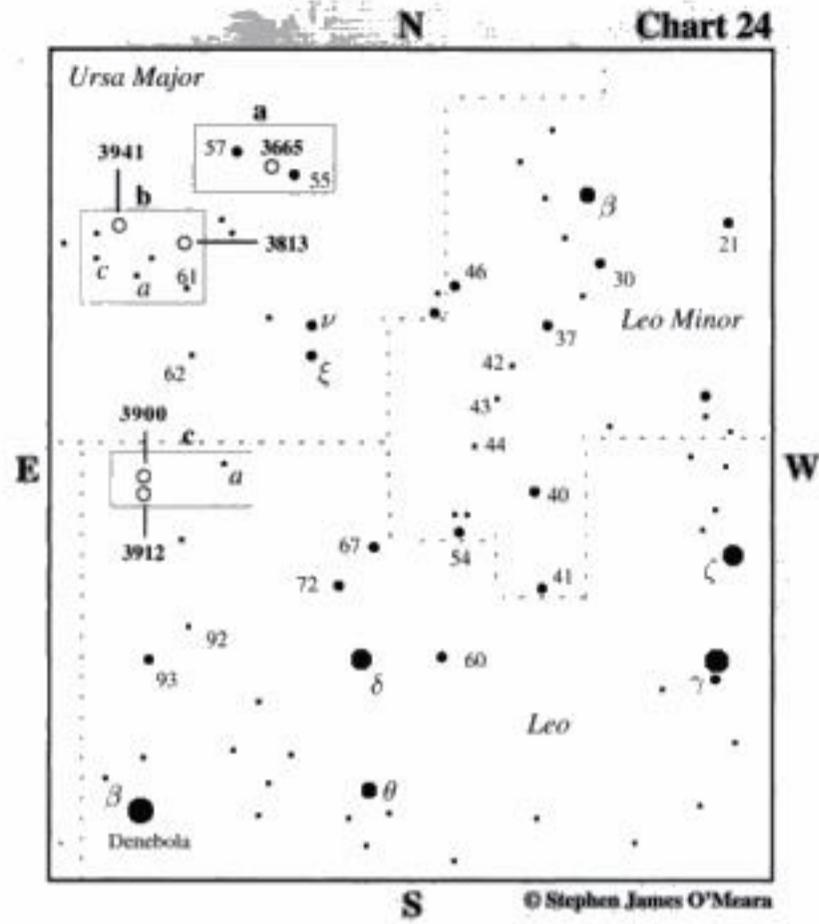 N
Chart 24
Ursa Major
a
3941
57
3665
55
b
β
21
3813
c
a
61
46
30
ν
37
Leo Minor
ξ
42
62
43
3900
c
44
E
W
a
40
3912
67
54
ζ
72
41
92
93
δ
60
γ
Leo
β
θ
Denebola
S
© Stephen James O'Meara